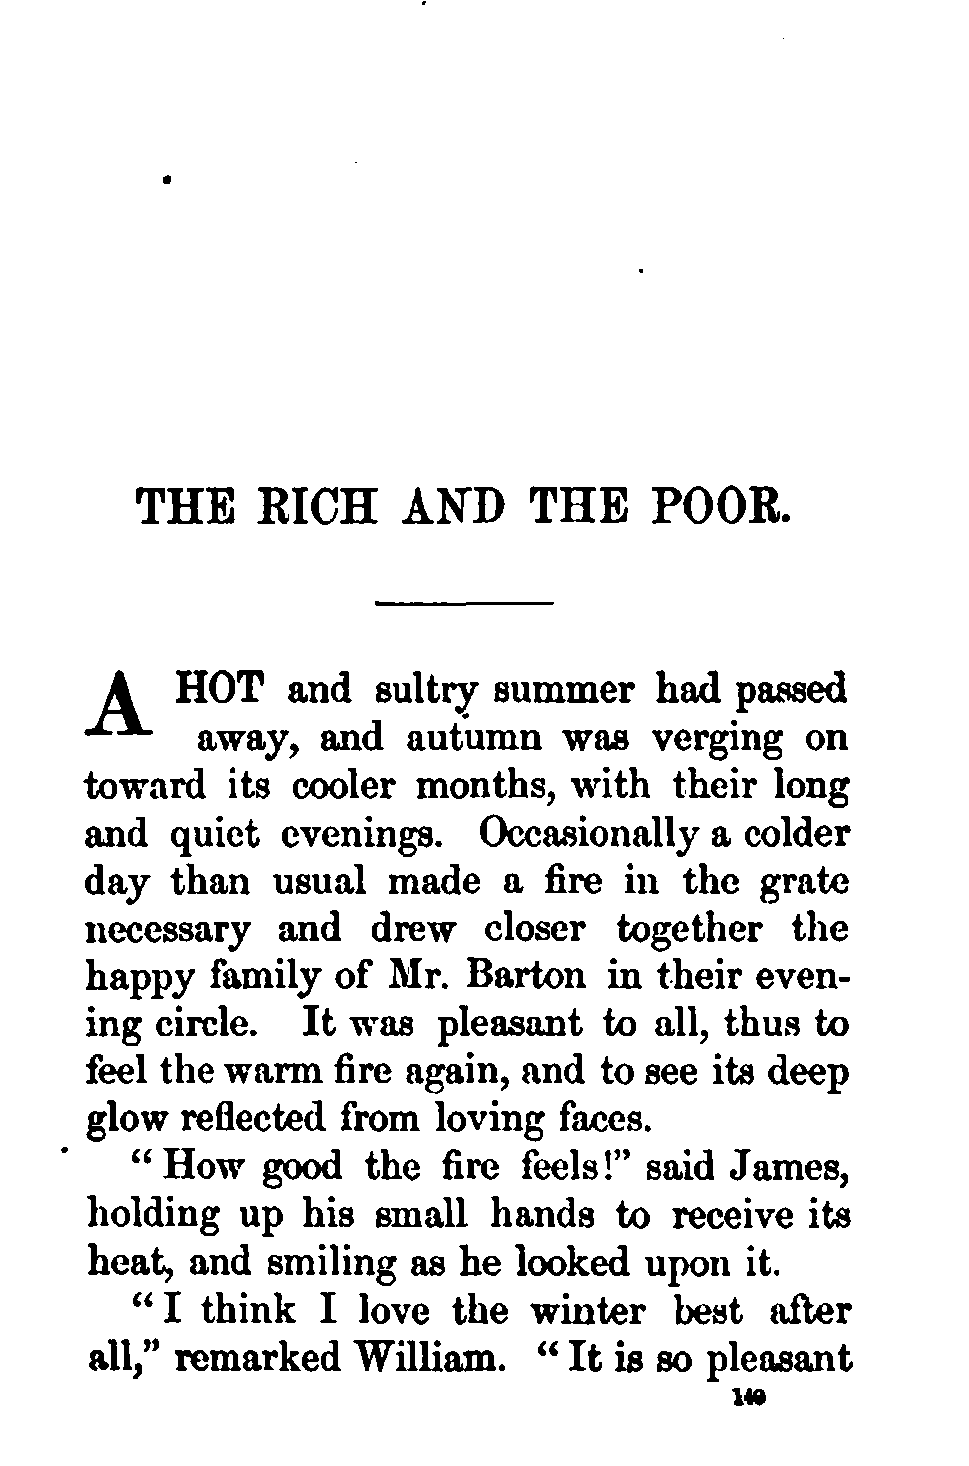 THE RICH AND THE POOR.
A HOT and sultry summer had passed
away, and autumn was verging on
toward its cooler months, with their long
and quiet evenings. Occasionally a colder
day than usual made a fire in the grate
necessary and drew closer together the
happy family of Mr. Barton in their even-
ing circle. It was pleasant to all, thus to
feel the warm fire again, and to see its deep
glow reflected from loving faces.
"How good the fire feels!" said James,
holding up his small hands to receive its
heat, and smiling as he looked upon it.
"I think I love the winter best after
all," remarked William. "It is so pleasant
140